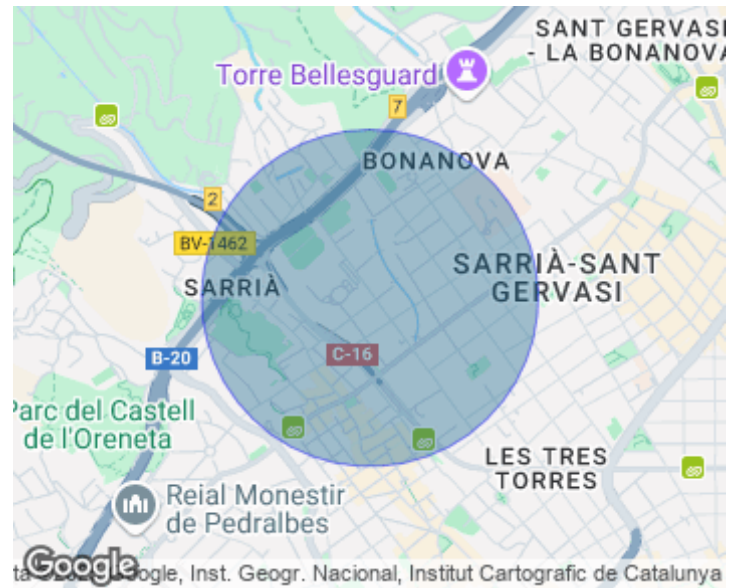 SANT GERVASI
- LA BONANOVA
Torre Bellesguard
7
BONANOVA
2
BV-1462
SARRIÀ-SANT
GERVASI
SARRIÀ
C-16
B-20
Parc del Castell
de l'Oreneta
LES TRES
TORRES
Reial Monestir
de Pedralbes
Google
Inst. Geogr. Nacional, Institut Cartografic de Catalunya